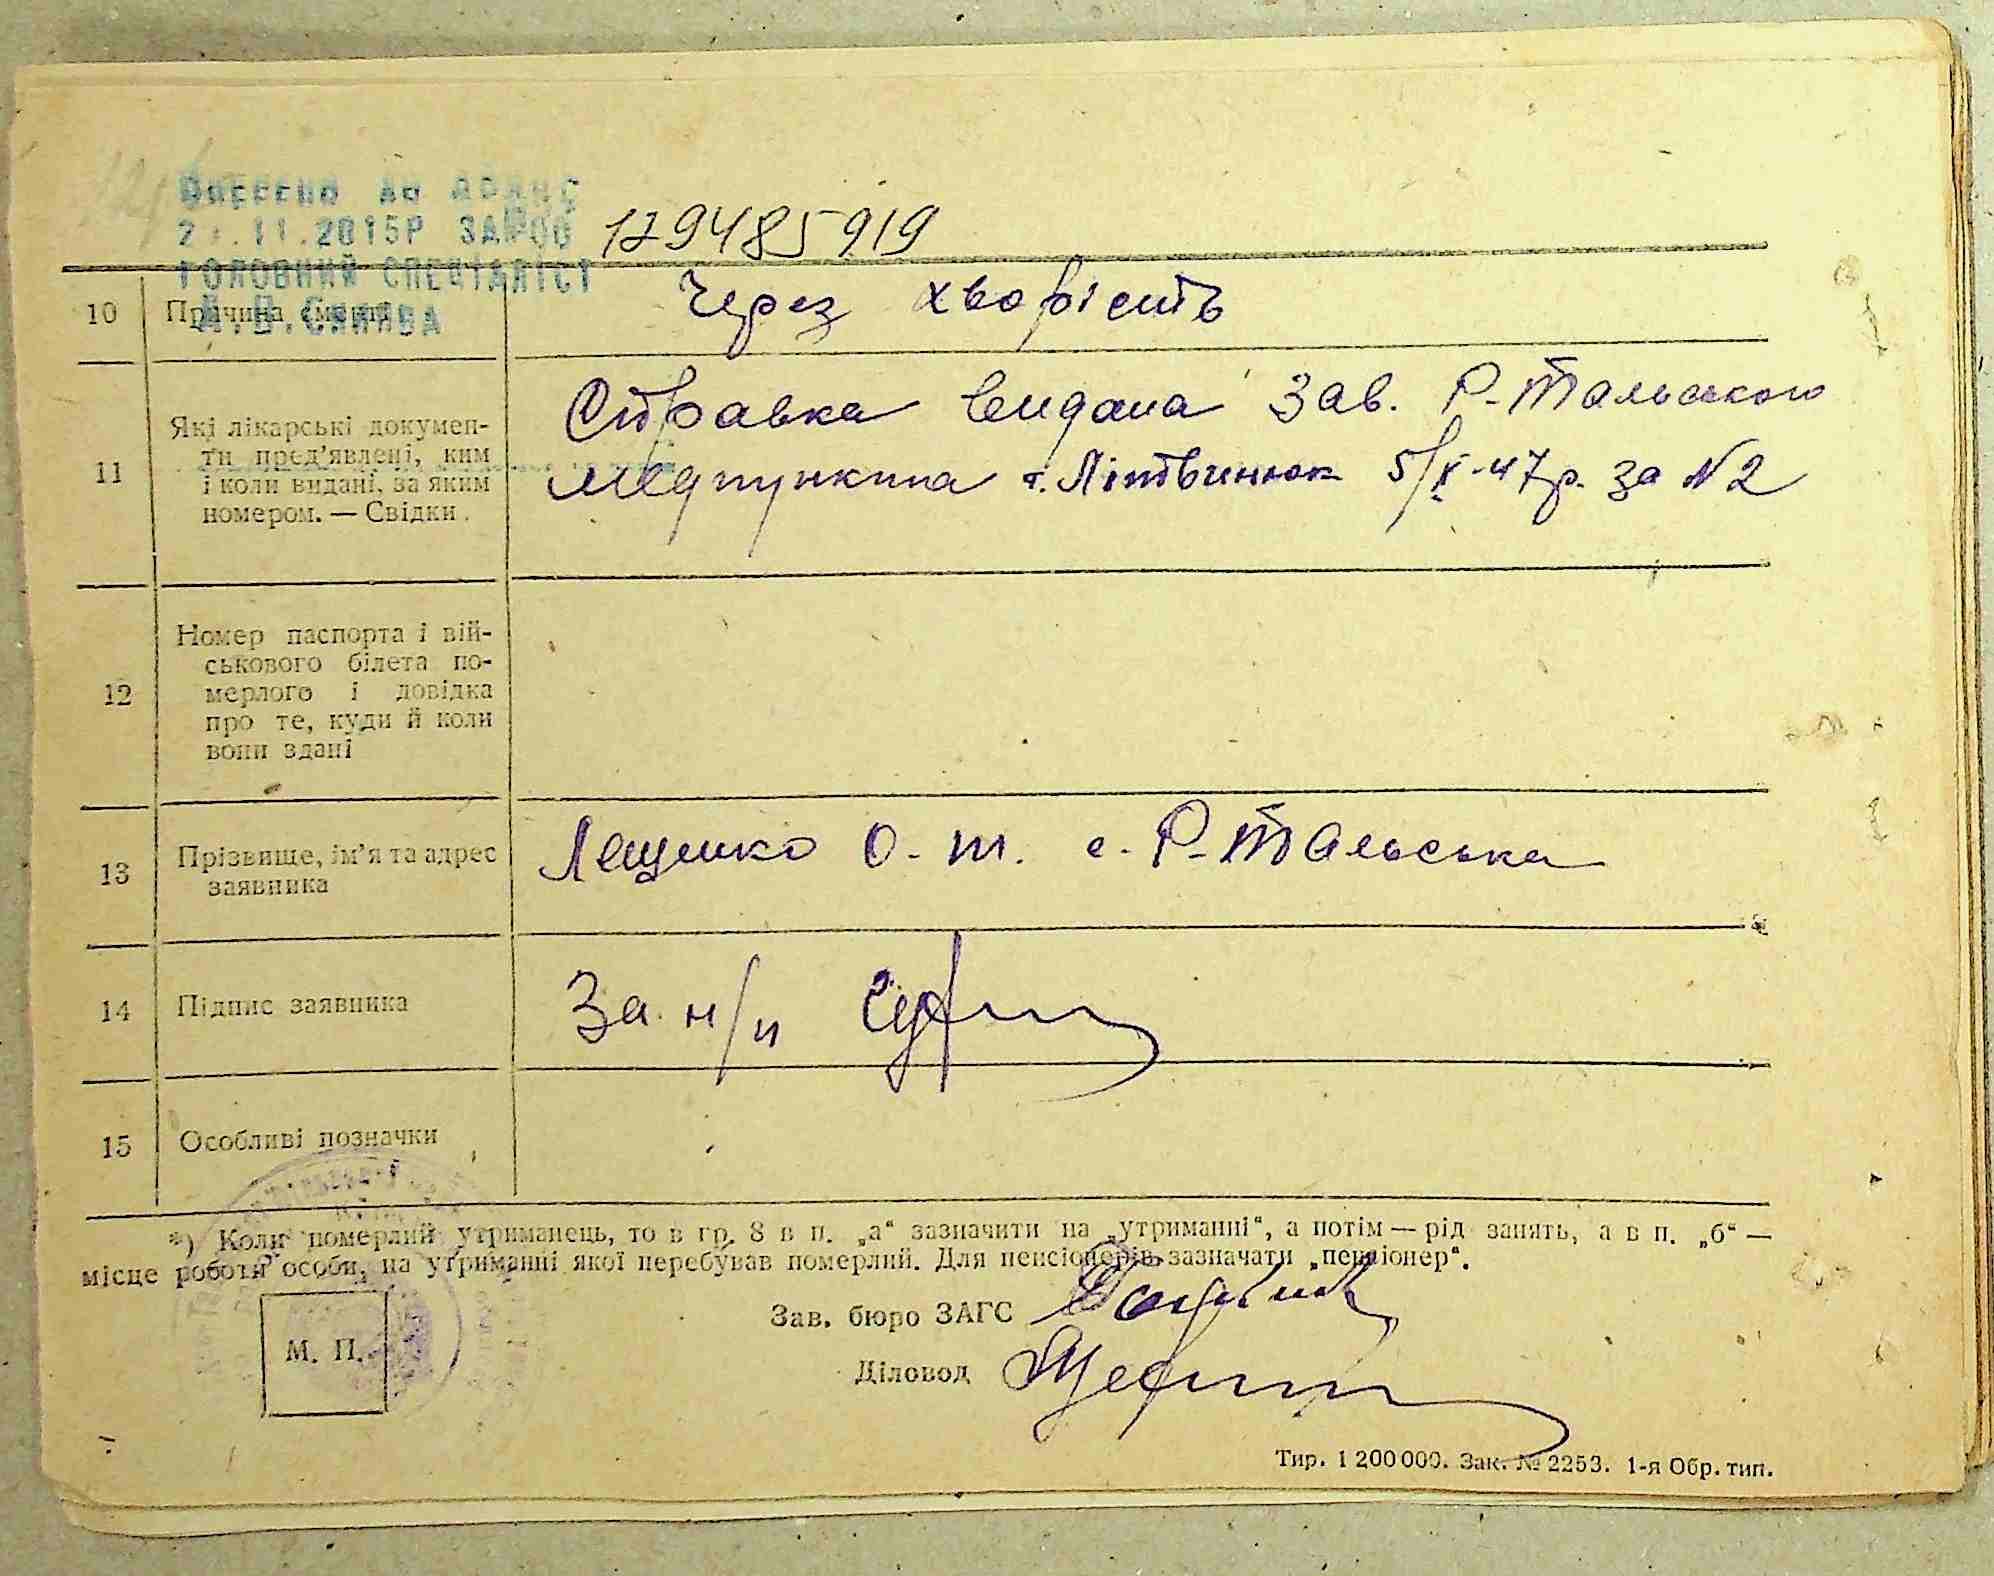 Внесено до ДРАЦС
.11.2015Р ЗАПОО 129485919
ГОЛОВНИЙ СПЕЦІАЛІСТ
10 Причина смерті Через хворість
11 Які лікарські докумен-
ти пред'явлені, ким
і коли видані, за яким
номером. — Свідки.
Справка видана Зав. Р-Тальського
медпункта т. Літвинюк 5/X-47р. за №2
12 Номер паспорта і вій-
ськового білета по-
мерлого і довідка
про те, куди й коли
вони здані
13 Прізвище, ім'я та адрес
заявника
Лещенко О. т. с. Р-Тальська
14 Підпис заявника За н/п
15 Особливі позначки
*) Коли померлий утриманець, то в гр. 8 в п. „а“ зазначити на „утриманні“, а потім — рід занять, а в п. „б“ —
місце роботи особи, на утриманні якої перебував померлий. Для пенсіонерів зазначати „пенсіонер“.
Зав. бюро ЗАГС
М. П.
Діловод
Тир. 1 200 000. Зак. № 2253. 1-я Обр. тип.